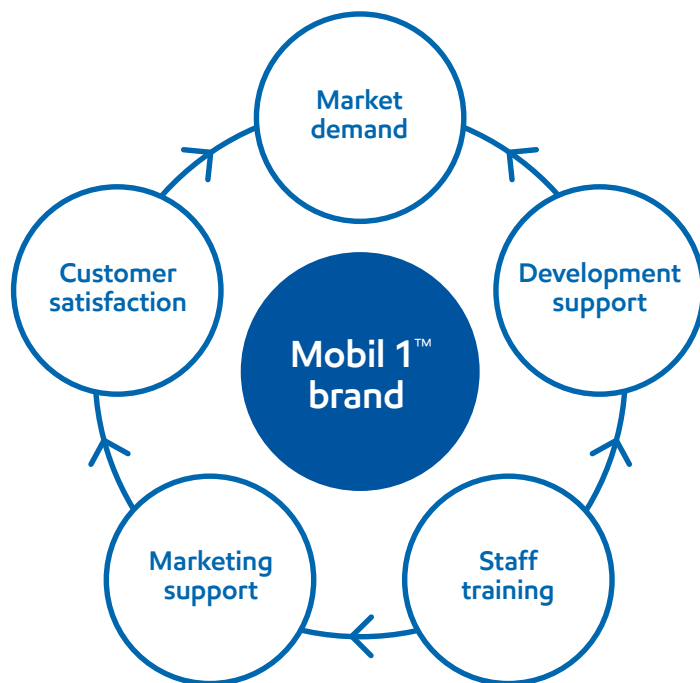 Market
demand
Customer
satisfaction
Development
support
Mobil 1™
brand
Marketing
support
Staff
training